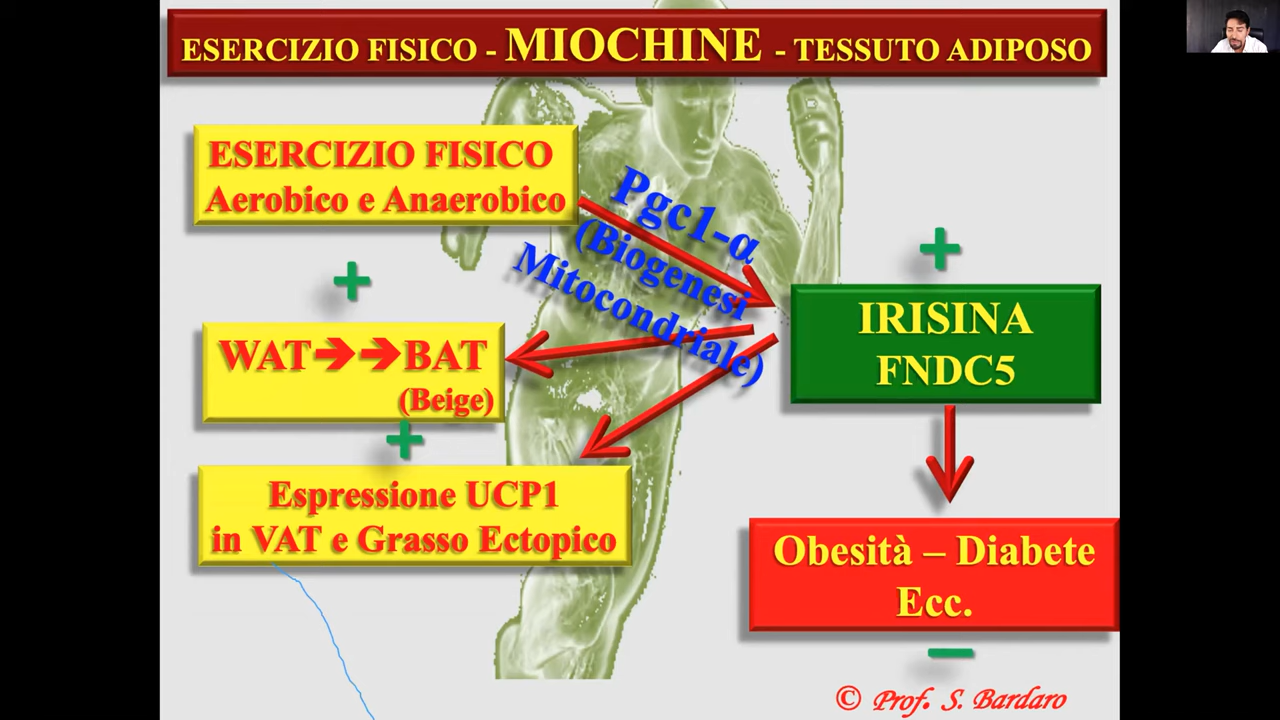 ESERCIZIO FISICO - MIOCHINE - TESSUTO ADIPOSO
ESERCIZIO FISICO
Aerobico e Anaerobico
Pgc1-α
(Biogenesi
Mitocondriale)
+
+
IRISINA
FNDC5
WAT➔➔BAT
(Beige)
+
Espressione UCP1
in VAT e Grasso Ectopico
Obesità – Diabete
Ecc.
–
© Prof. S. Bardaro